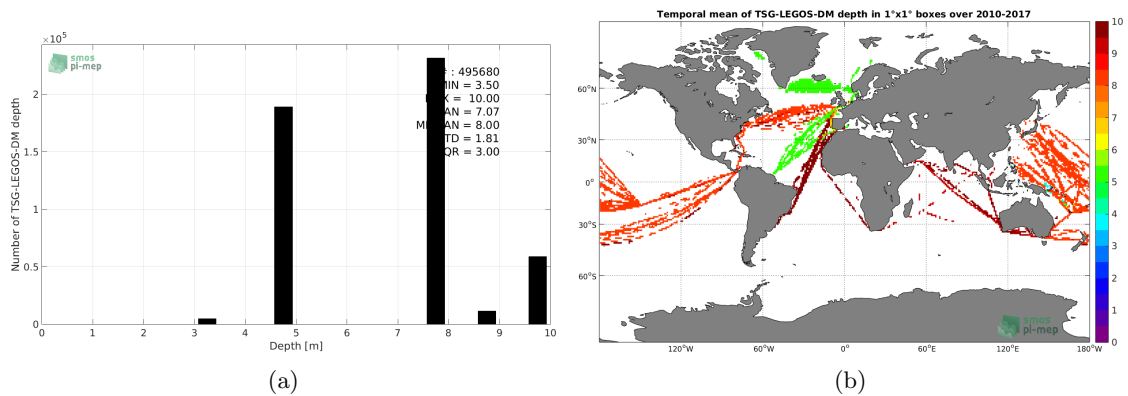 ×10⁵
smos
pi-mep
: 495680
MIN = 3.50
= 10.00
= 7.07
= 8.00
= 1.81
= 3.00
2
1.5
1
0.5
0
Number of TSG-LEGOS-DM depth
0 1 2 3 4 5 6 7 8 9 10
Depth [m]
(a)
Temporal mean of TSG-LEGOS-DM depth in 1°x1° boxes over 2010-2017
60°N
30°N
0°
30°S
60°S
120°W 60°W 0° 60°E 120°E 180°W
smos
pi-mep
10
9
8
7
6
5
4
3
2
1
0
(b)